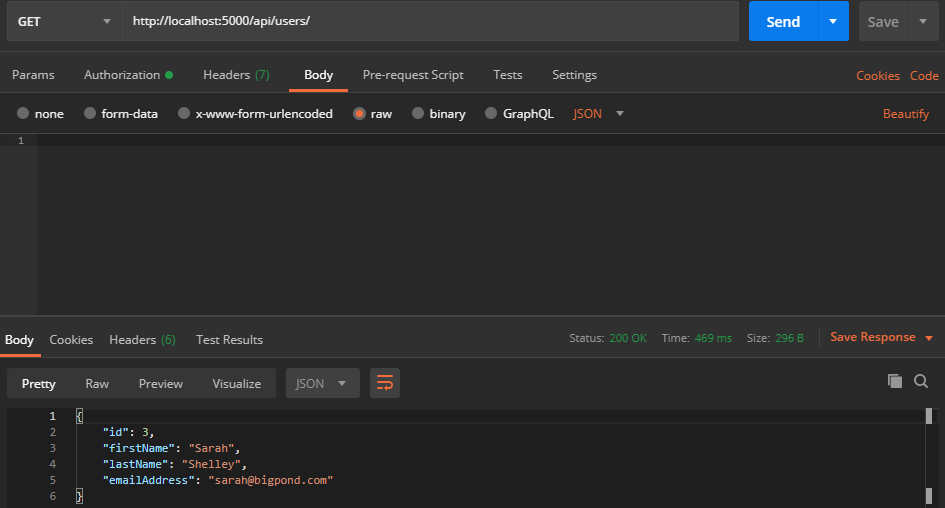 GET http://localhost:5000/api/users/ Send Save
Params Authorization Headers (7) Body Pre-request Script Tests Settings Cookies Code
none form-data x-www-form-urlencoded raw binary GraphQL JSON Beautify
1
Body Cookies Headers (6) Test Results Status: 200 OK Time: 469 ms Size: 296 B Save Response
Pretty Raw Preview Visualize JSON
1 {
2 "id": 3,
3 "firstName": "Sarah",
4 "lastName": "Shelley",
5 "emailAddress": "sarah@bigpond.com"
6 }